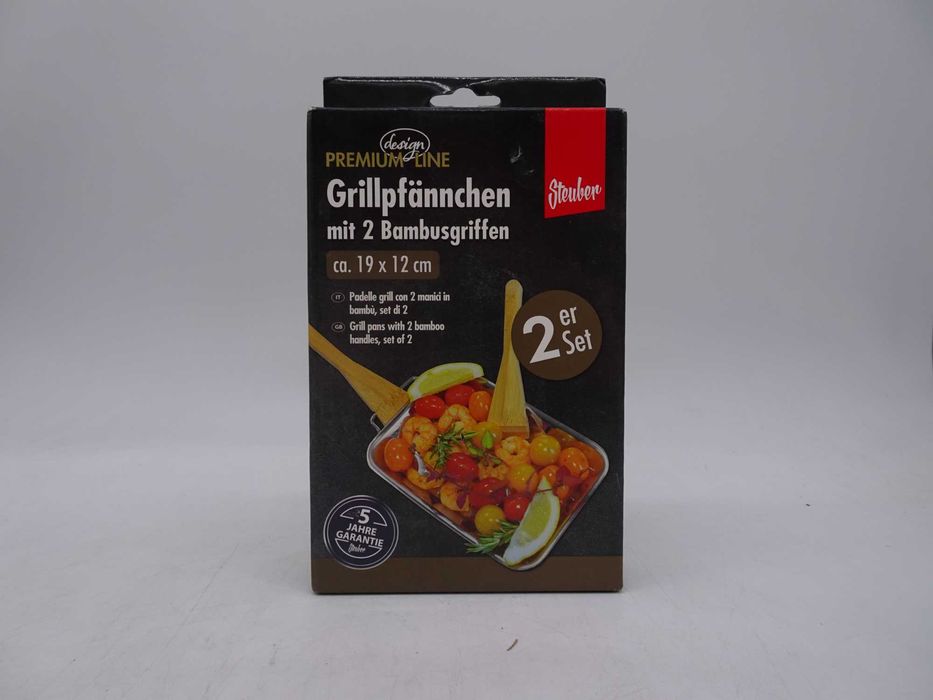 design
PREMIUM LINE
Steuber
Grillpfännchen
mit 2 Bambusgriffen
ca. 19 x 12 cm
IT Padelle grill con 2 manici in
bambù, set di 2
GB Grill pans with 2 bamboo
handles, set of 2
2er
Set
5
JAHRE
GARANTIE
Steuber